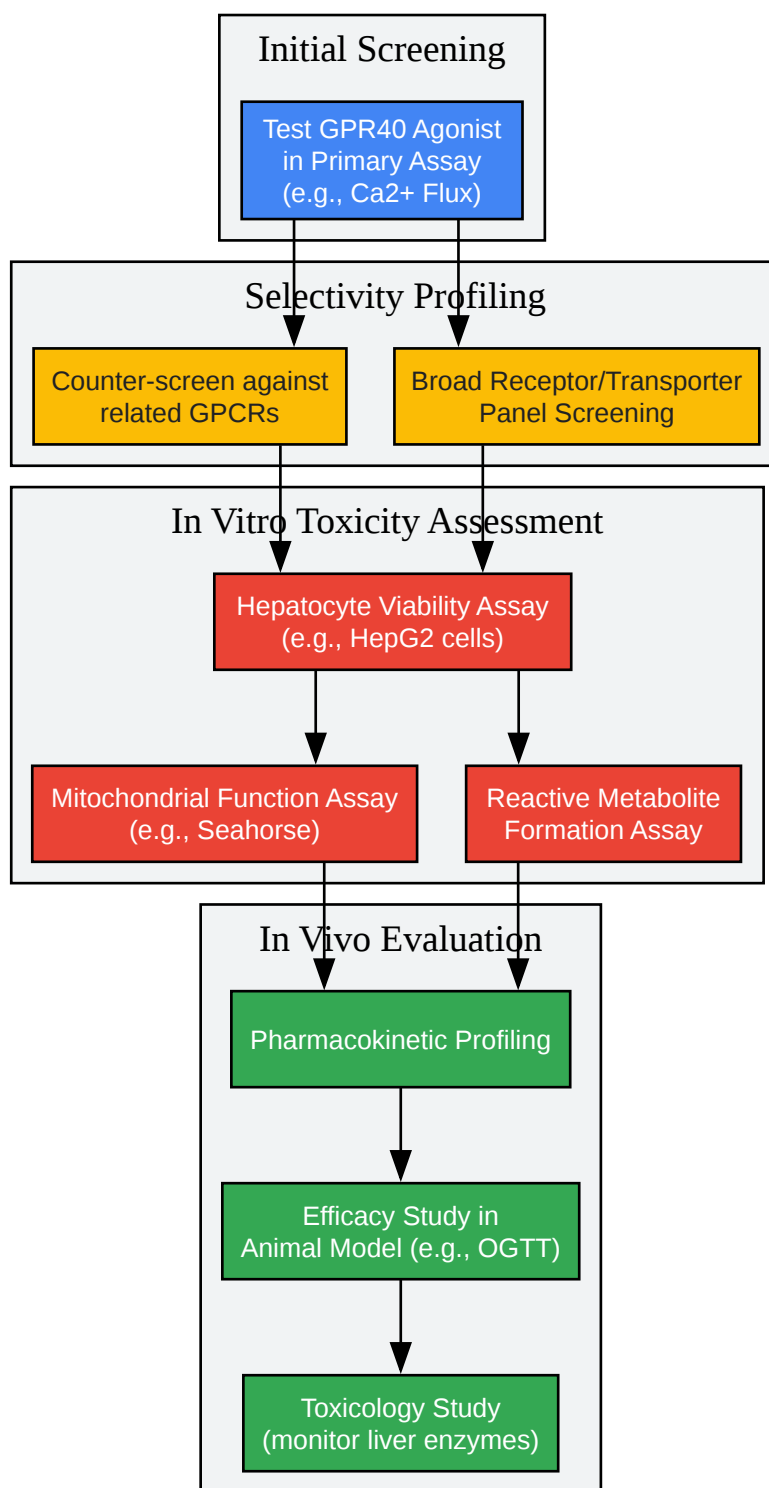 Initial Screening
Test GPR40 Agonist
in Primary Assay
(e.g., Ca2+ Flux)
Selectivity Profiling
Counter-screen against
related GPCRs
Broad Receptor/Transporter
Panel Screening
In Vitro Toxicity Assessment
Hepatocyte Viability Assay
(e.g., HepG2 cells)
Mitochondrial Function Assay
(e.g., Seahorse)
Reactive Metabolite
Formation Assay
In Vivo Evaluation
Pharmacokinetic Profiling
Efficacy Study in
Animal Model (e.g., OGTT)
Toxicology Study
(monitor liver enzymes)